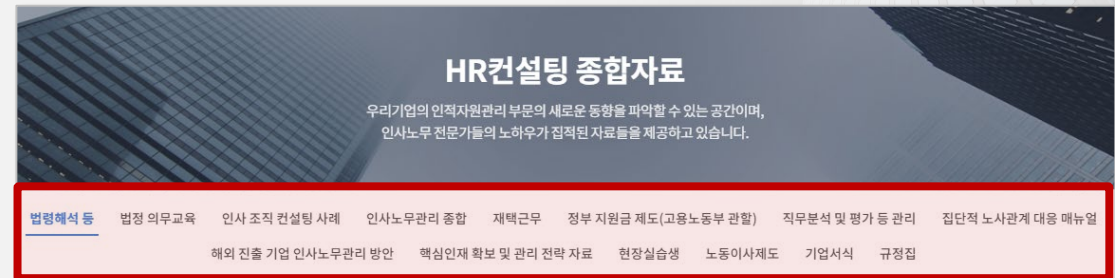 HR컨설팅 종합자료
우리기업의 인적자원관리 부문의 새로운 동향을 파악할 수 있는 공간이며,
인사노무 전문가들의 노하우가 집적된 자료들을 제공하고 있습니다.
법령해석 등 법정 의무교육 인사 조직 컨설팅 사례 인사노무관리 종합 재택근무 정부 지원금 제도(고용노동부 관할) 직무분석 및 평가 등 관리 집단적 노사관계 대응 매뉴얼
해외 진출 기업 인사노무관리 방안 핵심인재 확보 및 관리 전략 자료 현장실습생 노동이사제도 기업서식 규정집